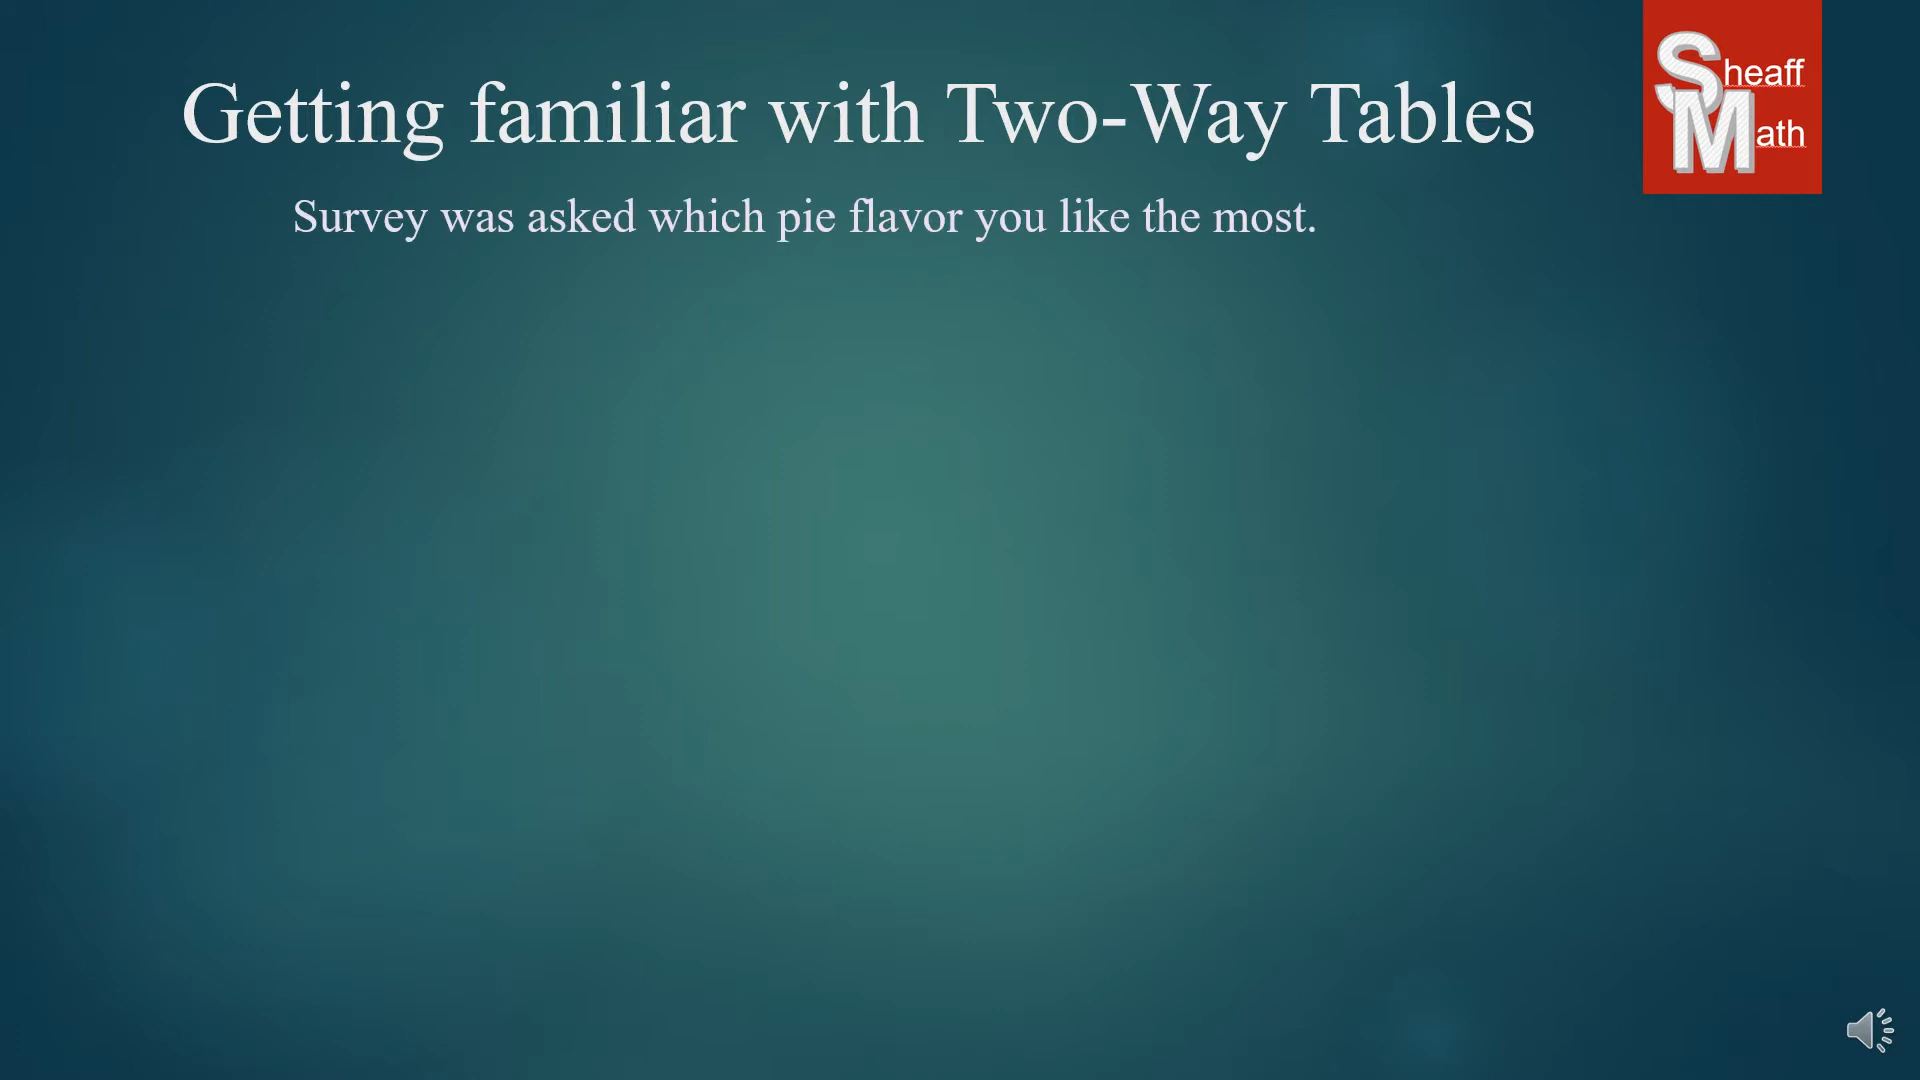 Getting familiar with Two-Way Tables
Survey was asked which pie flavor you like the most.
Sheaff
Math